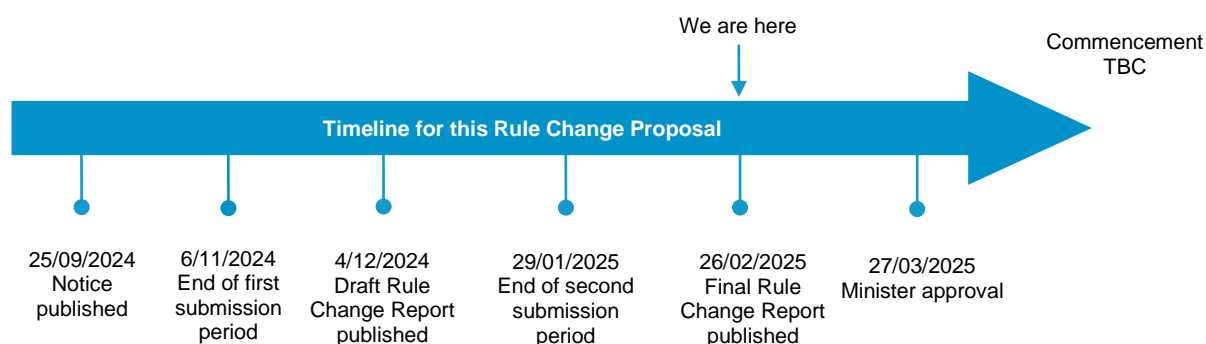 We are here
Commencement
TBC
Timeline for this Rule Change Proposal
25/09/2024
Notice
published
6/11/2024
End of first
submission
period
4/12/2024
Draft Rule
Change Report
published
29/01/2025
End of second
submission
period
26/02/2025
Final Rule
Change Report
published
27/03/2025
Minister approval